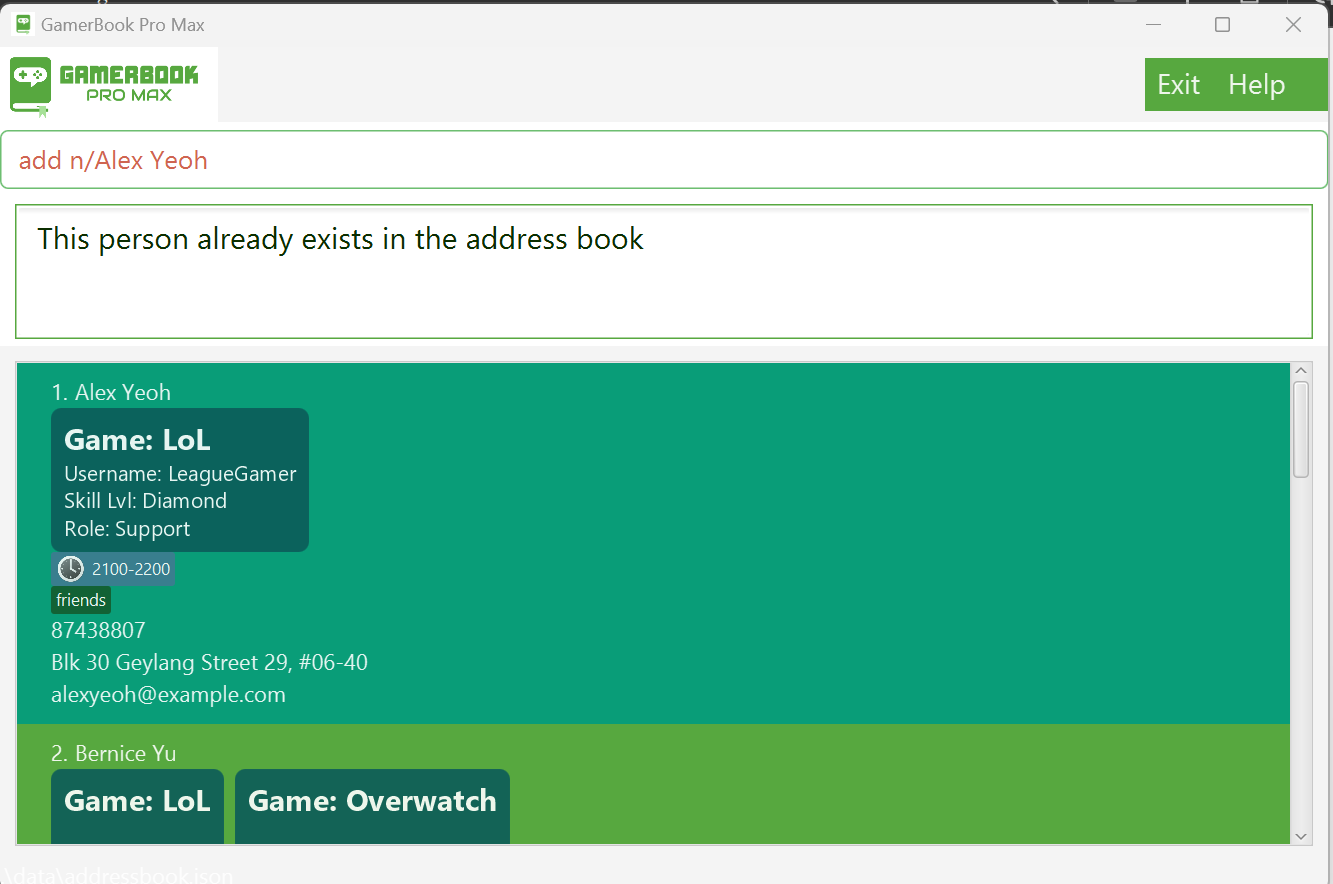 GamerBook Pro Max
GAMERBOOK
PRO MAX
Exit Help
add n/Alex Yeoh
This person already exists in the address book
1. Alex Yeoh
Game: LoL
Username: LeagueGamer
Skill Lvl: Diamond
Role: Support
2100-2200
friends
87438807
Blk 30 Geylang Street 29, #06-40
alexyeoh@example.com
2. Bernice Yu
Game: LoL Game: Overwatch
.\data\addressbook.json